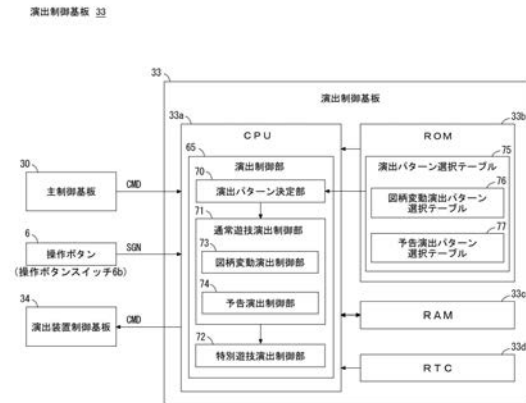 演出制御基板 33
33
演出制御基板
33a
CPU
65
演出制御部
70
演出パターン決定部
71
通常遊技演出制御部
73
図柄変動演出制御部
74
予告演出制御部
72
特別遊技演出制御部
33b
ROM
75
演出パターン選択テーブル
76
図柄変動演出パターン
選択テーブル
77
予告演出パターン
選択テーブル
33c
RAM
33d
RTC
30
主制御基板
CMD
6
操作ボタン
(操作ボタンスイッチ6b)
SGN
34
演出装置制御基板
CMD